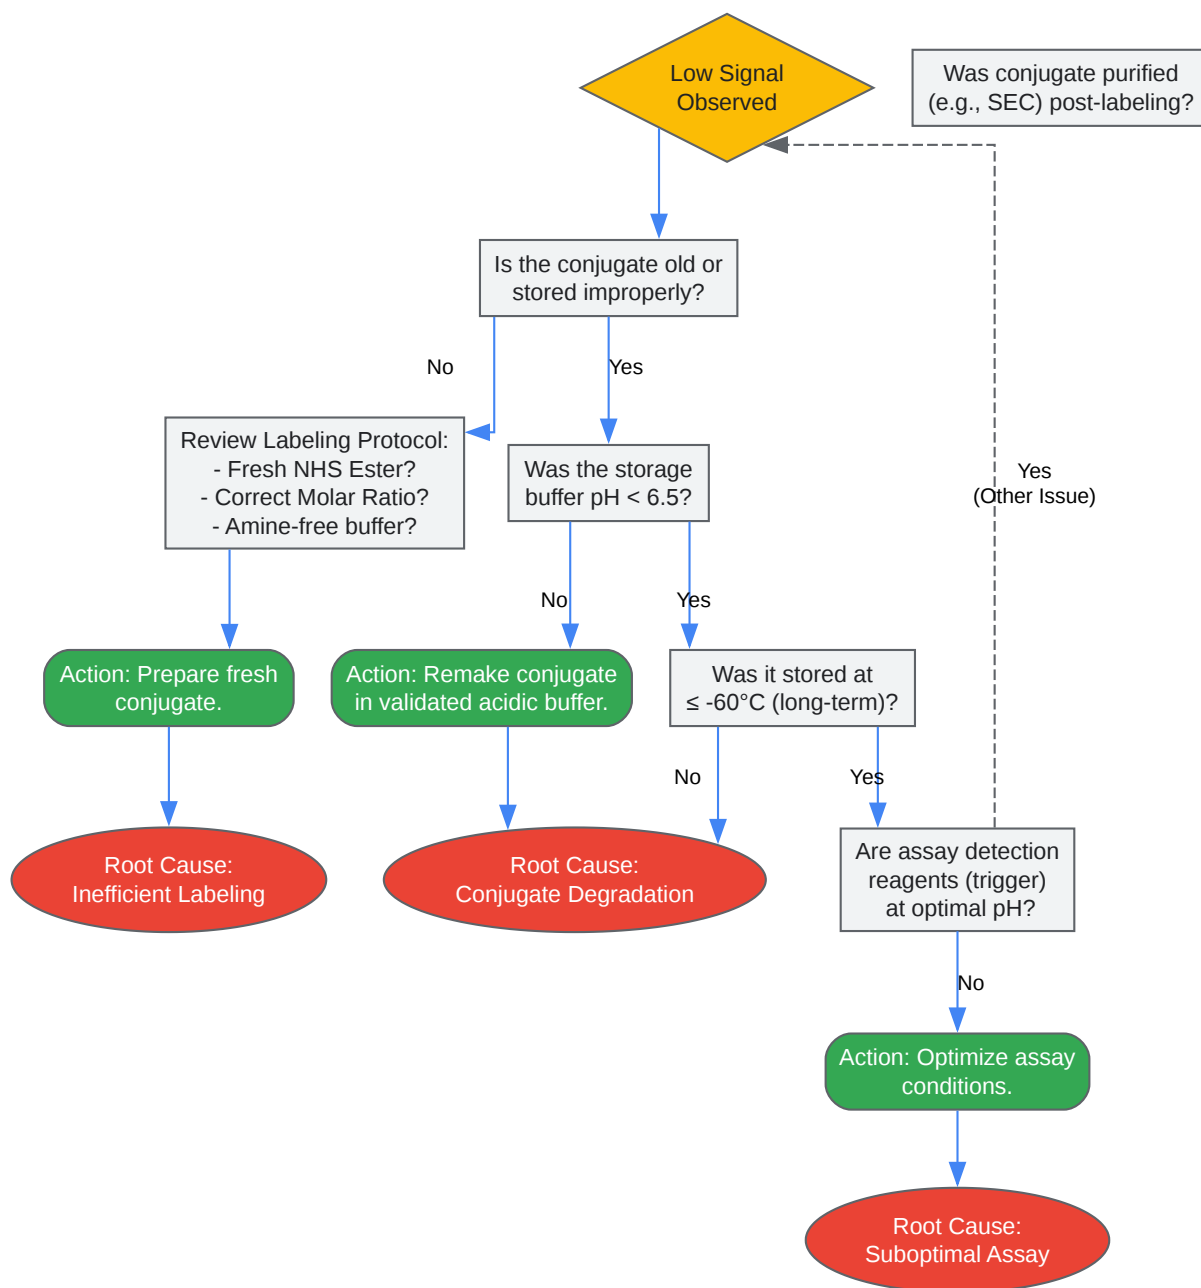 Low Signal
Observed
Was conjugate purified
(e.g., SEC) post-labeling?
Is the conjugate old or
stored improperly?
No
Yes
Review Labeling Protocol:
- Fresh NHS Ester?
- Correct Molar Ratio?
- Amine-free buffer?
Was the storage
buffer pH < 6.5?
Yes
(Other Issue)
No
Yes
Action: Prepare fresh
conjugate.
Action: Remake conjugate
in validated acidic buffer.
Was it stored at
≤ -60°C (long-term)?
No
Yes
Root Cause:
Inefficient Labeling
Root Cause:
Conjugate Degradation
Are assay detection
reagents (trigger)
at optimal pH?
No
Action: Optimize assay
conditions.
Root Cause:
Suboptimal Assay